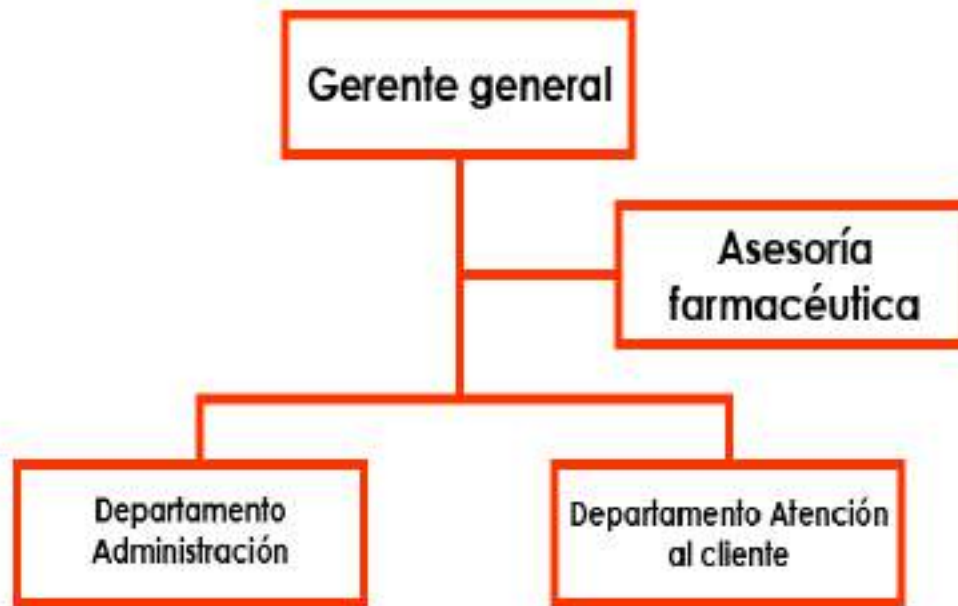 Gerente general
Asesoría
farmacéutica
Departamento
Administración
Departamento Atención
al cliente